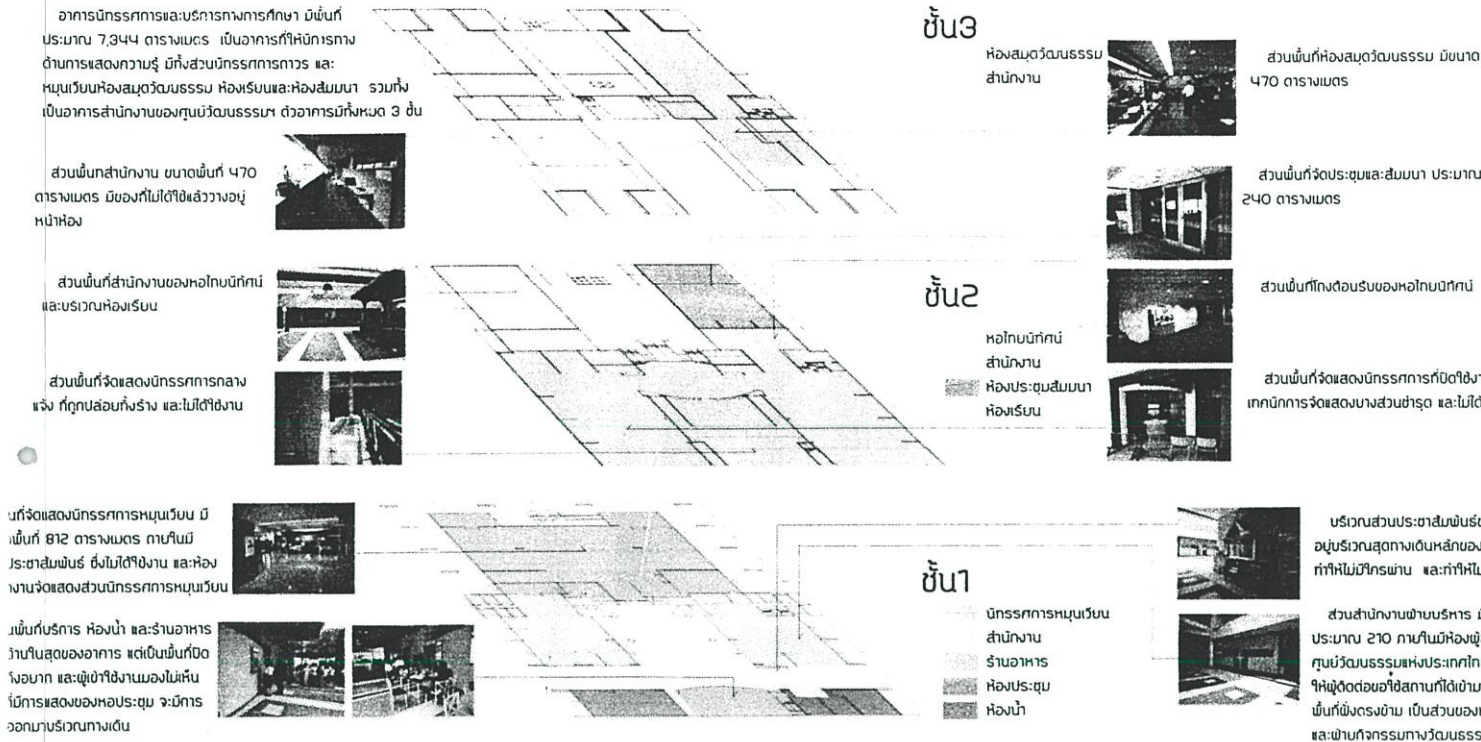 อาคารนิทรรศการและบริการทางการศึกษา มีพื้นที่
ประมาณ 7,344 ตารางเมตร เป็นอาคารที่ให้บริการทาง
ด้านการแสดงความรู้ มีทั้งส่วนนิทรรศการถาวร และ
หมุนเวียนห้องสมุดวัฒนธรรม ห้องเรียนและห้องสัมมนา รวมทั้ง
เป็นอาคารสำนักงานของศูนย์วัฒนธรรมฯ ตัวอาคารมีทั้งหมด 3 ชั้น
ส่วนพื้นที่สำนักงาน ขนาดพื้นที่ 470
ตารางเมตร มีของที่ไม่ได้ใช้แล้ววางอยู่
หน้าห้อง
ส่วนพื้นที่สำนักงานของหอไทยนิทัศน์
และบริเวณห้องเรียน
ส่วนพื้นที่จัดแสดงนิทรรศการกลาง
แจ้ง ที่ถูกปล่อยทิ้งร้าง และไม่ได้ใช้งาน
นที่จัดแสดงนิทรรศการหมุนเวียน มี
พื้นที่ 812 ตารางเมตร ภายในมี
ประชาสัมพันธ์ ซึ่งไม่ได้ใช้งาน และห้อง
งานจัดแสดงส่วนนิทรรศการหมุนเวียน
พื้นที่บริการ ห้องน้ำ และร้านอาหาร
ด้านในสุดของอาคาร แต่เป็นพื้นที่ปิด
ถึงอยาก และผู้เข้าใช้งานมองไม่เห็น
ที่มีการแสดงของหอประชุม จะมีการ
ออกมาบริเวณทางเดิน
ชั้น3
ห้องสมุดวัฒนธรรม
สำนักงาน
ส่วนพื้นที่ห้องสมุดวัฒนธรรม มีขนาด
470 ตารางเมตร
ส่วนพื้นที่จัดประชุมและสัมมนา ประมาณ
240 ตารางเมตร
ชั้น2
หอไทยนิทัศน์
สำนักงาน
ห้องประชุมสัมมนา
ห้องเรียน
ส่วนพื้นที่โถงต้อนรับของหอไทยนิทัศน์
ส่วนพื้นที่จัดแสดงนิทรรศการที่ปิดใช้งา
เทคนิกการจัดแสดงบางส่วนชำรุด และไม่ได้
ชั้น1
นิทรรศการหมุนเวียน
สำนักงาน
ร้านอาหาร
ห้องประชุม
ห้องน้ำ
บริเวณส่วนประชาสัมพันธ์
อยู่บริเวณสุดทางเดินหลักของ
ทำให้ไม่มีใครผ่าน และทำให้ไม่
ส่วนสำนักงานฝ่ายบริหาร มี
ประมาณ 210 ภายในมีห้องผู้
ศูนย์วัฒนธรรมแห่งประเทศไท
ให้ผู้ติดต่อขอใช้สถานที่ได้เข้าม
พื้นที่ฝั่งตรงข้าม เป็นส่วนของ
และฝ่ายกิจกรรมทางวัฒนธรร